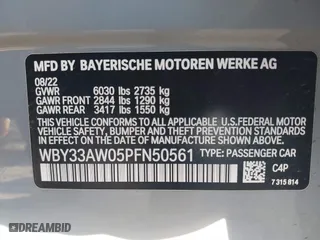 MFD BY BAYERISCHE MOTOREN WERKE AG
08/22
GVWR 6030 lbs 2735 kg
GAWR FRONT 2844 lbs 1290 kg
GAWR REAR 3417 lbs 1550 kg
THIS VEHICLE CONFORMS TO ALL APPLICABLE
U.S. FEDERAL MOTOR VEHICLE SAFETY, BUMPER,
AND THEFT PREVENTION STANDARDS IN EFFECT
ON THE DATE OF MANUFACTURE SHOWN ABOVE.
WBY33AW05PFN50561 TYPE: PASSENGER CAR
C4P
7 315 814